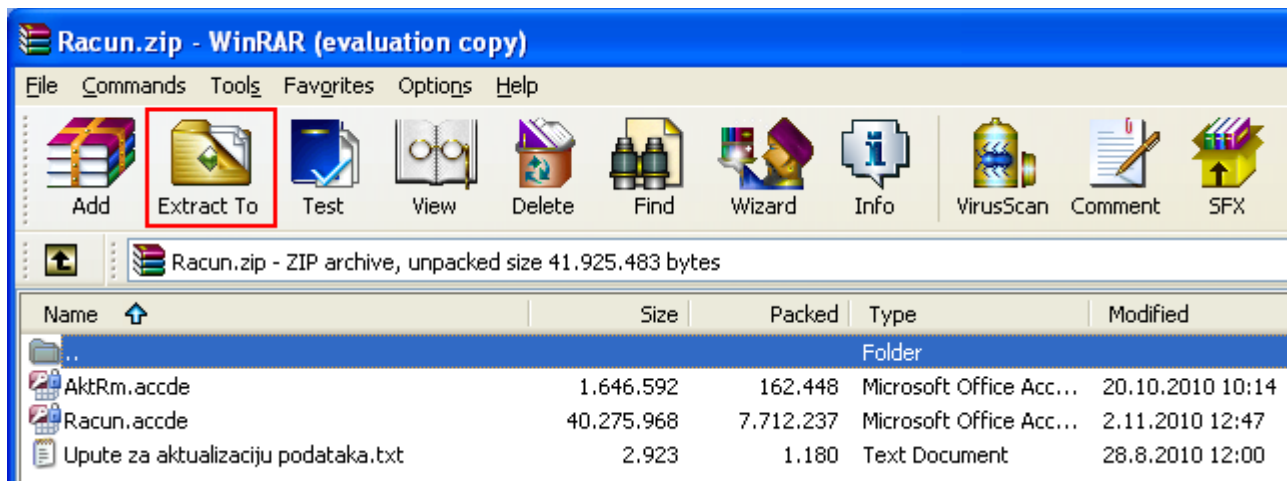 Racun.zip - WinRAR (evaluation copy)
File Commands Tools Favorites Options Help
Add Extract To Test View Delete Find Wizard Info VirusScan Comment SFX
Racun.zip - ZIP archive, unpacked size 41.925.483 bytes
Name Size Packed Type Modified
.. Folder
AktRm.accde 1.646.592 162.448 Microsoft Office Acc... 20.10.2010 10:14
Racun.accde 40.275.968 7.712.237 Microsoft Office Acc... 2.11.2010 12:47
Upute za aktualizaciju podataka.txt 2.923 1.180 Text Document 28.8.2010 12:00